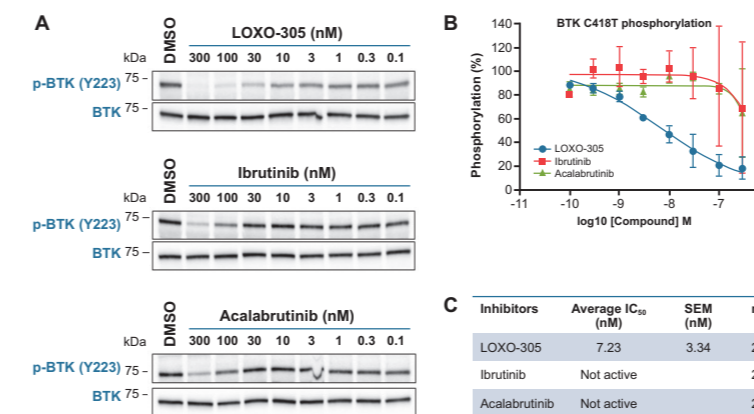 A
LOXO-305 (nM)
DMSO
kDa 300 100 30 10 3 1 0.3 0.1
p-BTK (Y223) 75
BTK 75
Ibrutinib (nM)
DMSO
kDa 300 100 30 10 3 1 0.3 0.1
p-BTK (Y223) 75
BTK 75
Acalabrutinib (nM)
DMSO
kDa 300 100 30 10 3 1 0.3 0.1
p-BTK (Y223) 75
BTK 75
B
BTK C418T phosphorylation
Phosphorylation (%)
140
120
100
80
60
40
20
0
LOXO-305
Ibrutinib
Acalabrutinib
-11 -10 -9 -8 -7
log10 [Compound] M
C
Inhibitors Average IC50 (nM) SEM (nM)
LOXO-305 7.23 3.34 2
Ibrutinib Not active 2
Acalabrutinib Not active 2